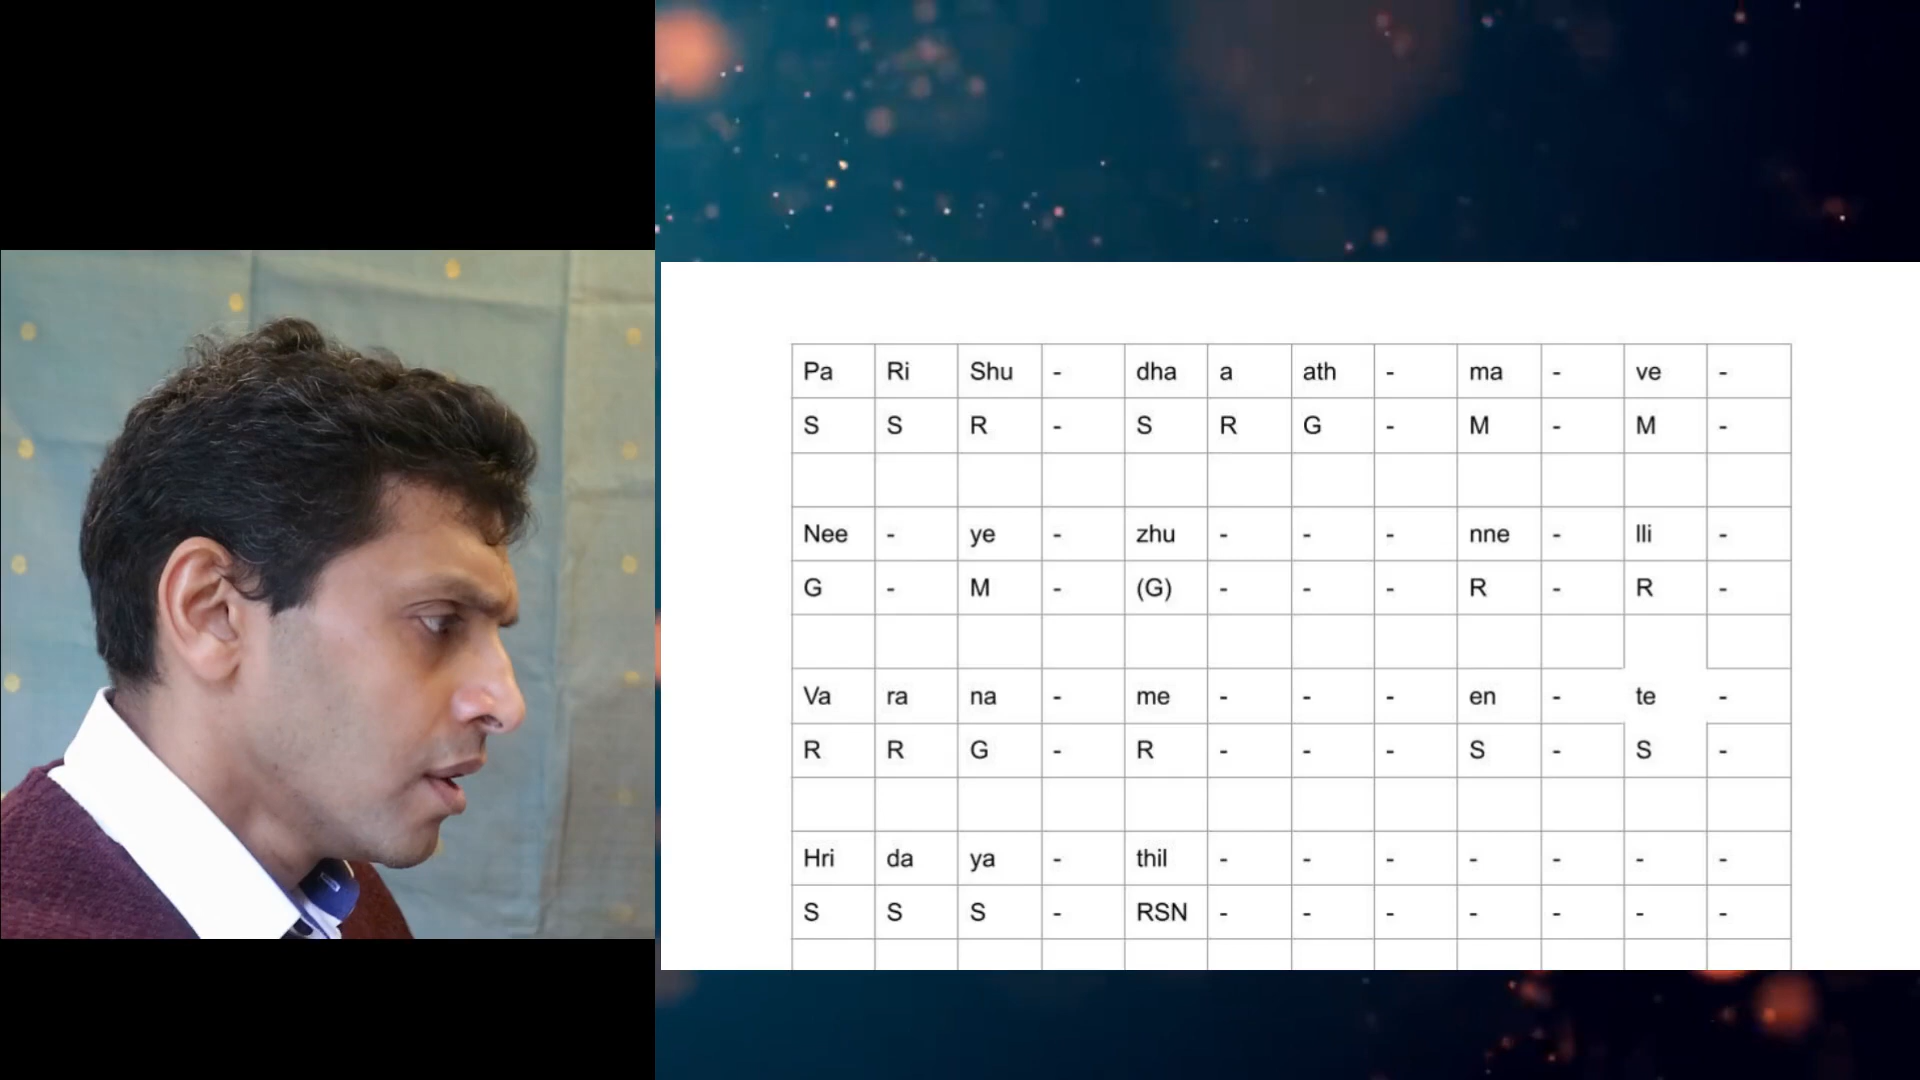 Pa Ri Shu - dha a ath - ma - ve -
S S R - S R G - M - M -
Nee - ye - zhu - - - nne - lli -
G - M - (G) - - - R - R -
Va ra na - me - - - en - te -
R R G - R - - - S - S -
Hri da ya - thil - - - - - - -
S S S - RSN - - - - - - -